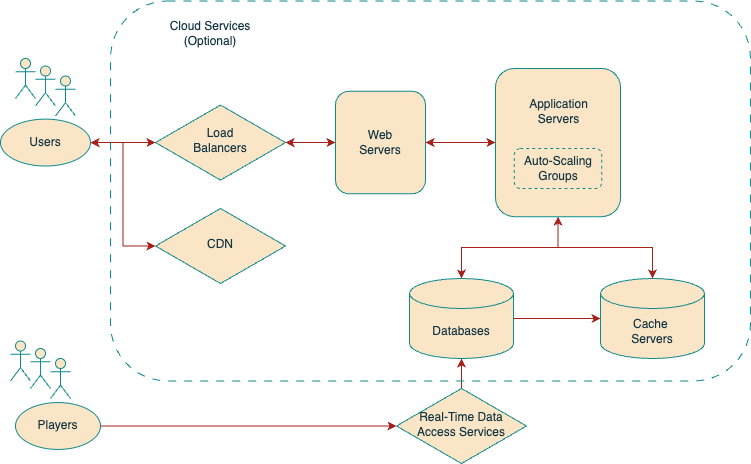 Cloud Services
(Optional)
Users
Load
Balancers
Web
Servers
Application
Servers
Auto-Scaling
Groups
CDN
Databases
Cache
Servers
Players
Real-Time Data
Access Services